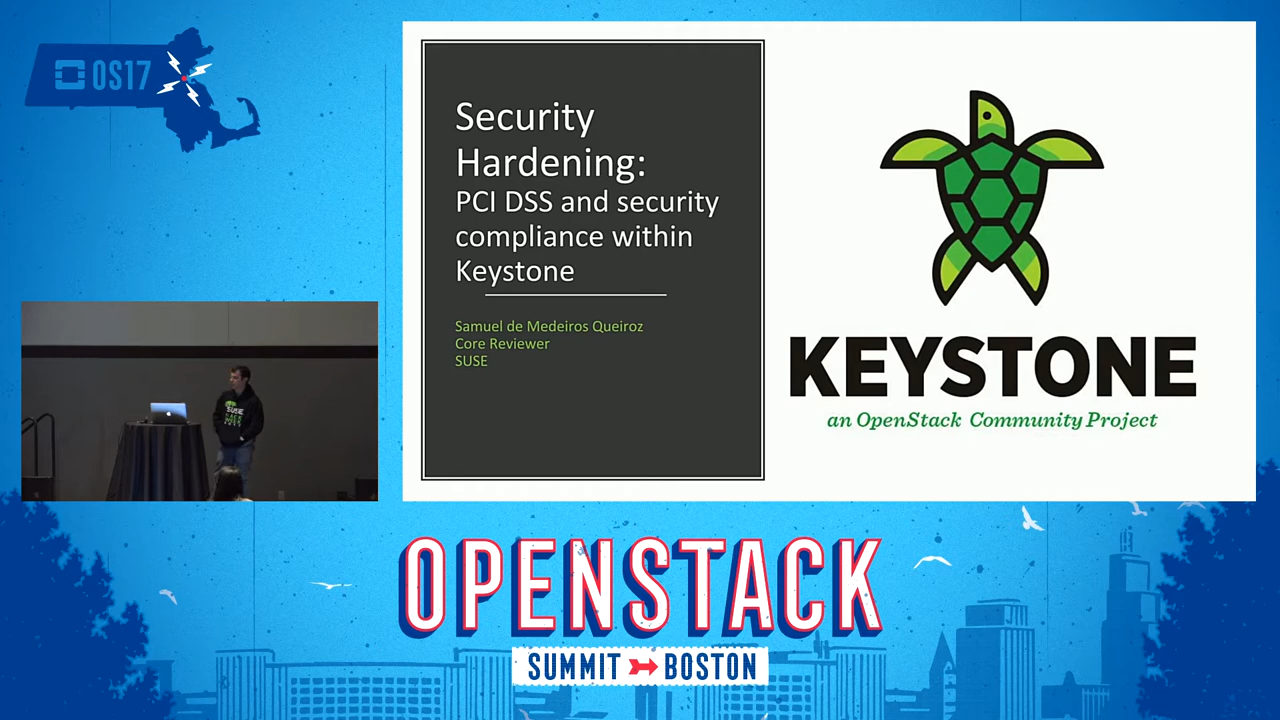 OS17
Security
Hardening:
PCI DSS and security
compliance within
Keystone
Samuel de Medeiros Queiroz
Core Reviewer
SUSE
KEYSTONE
an OpenStack Community Project
SUSE
OPENSTACK
SUMMIT BOSTON